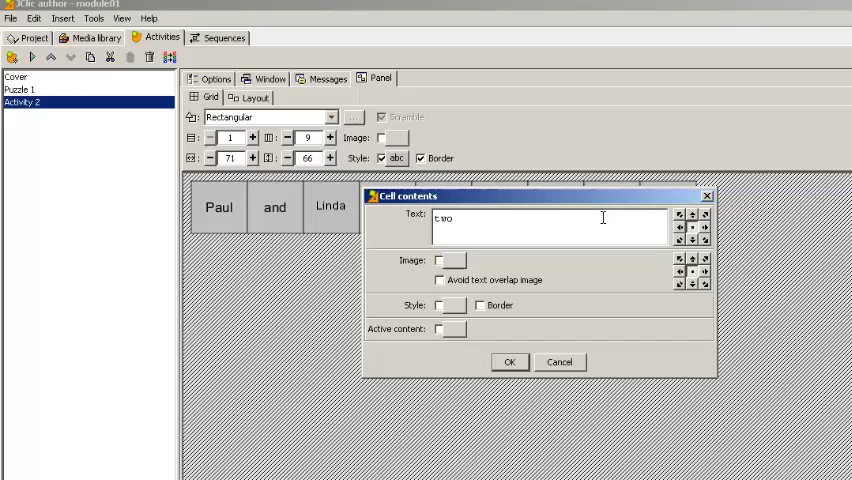 JClic author - module01
File Edit Insert Tools View Help
Project Media library Activities Sequences
Cover
Puzzle 1
Activity 2
Options Window Messages Panel
Grid Layout
Rectangular ... Scramble
1 9 Image:
71 66 Style: abc Border
Paul and Linda
Cell contents
Text: two
Image:
Avoid text overlap image
Style: Border
Active content:
OK Cancel